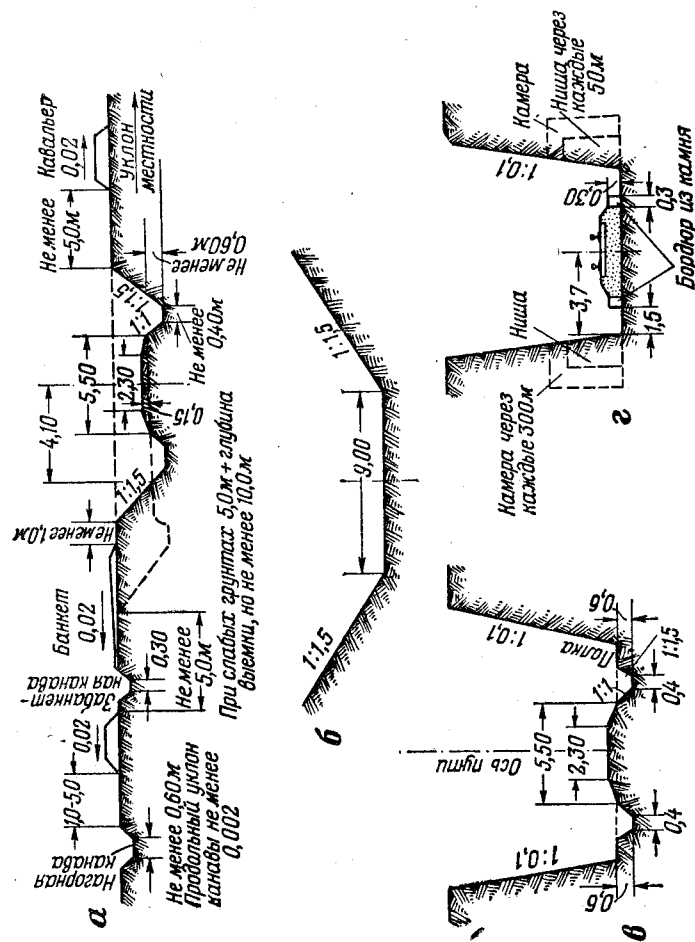 Нагорная
канава
1,0-5,0
0,02
Забанкет-
ная канава
Банкет
0,02
Не менее 1,0м
1:1,5
4,10
5,50
2,30
0,15
1:1
1:1,5
Не менее
5,0м
Кавальер
0,02
Уклон
местности
Не менее
0,60м
Не менее
0,40м
0,30
Не менее
5,0м
При слабых грунтах 5,0м+глубина
выемки, но не менее 10,0м
Не менее 0,60м
Продольный уклон
канавы не менее
0,002
а
1:1,5
9,00
1:1,5
б
1:0,1
Ось пути
1:0,1
5,50
2,30
1:1
Полка
0,6
0,6
0,4
0,4
1:1,5
в
Камера через
каждые 300м
Ниша
3,7
1,5
1:0,1
0,30
0,3
Камера
Ниша через
каждые
50м
Бордюр из камня
г